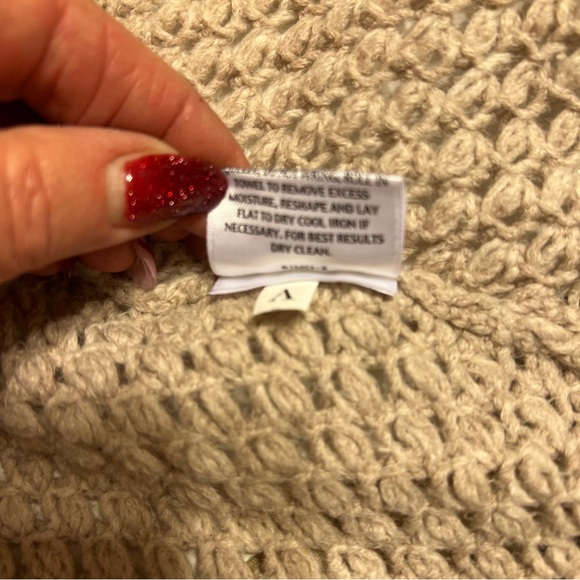 TOWEL TO REMOVE EXCESS
MOISTURE, RESHAPE AND LAY
FLAT TO DRY COOL IRON IF
NECESSARY. FOR BEST RESULTS
DRY CLEAN.
A